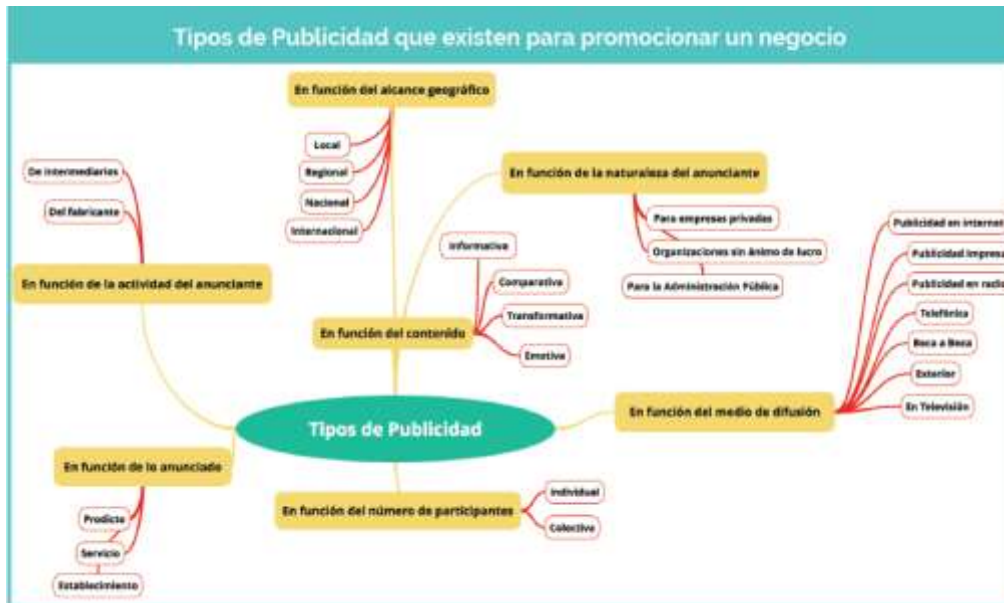 Tipos de Publicidad que existen para promocionar un negocio
En función del alcance geográfico
Local
Regional
Nacional
Internacional
En función de la naturaleza del anunciante
Para empresas privadas
Organizaciones sin ánimo de lucro
Para la Administración Pública
De intermediarios
Del fabricante
En función de la actividad del anunciante
Informativa
Comparativa
Transformativa
Emotiva
En función del contenido
Publicidad en internet
Publicidad impresa
Publicidad en radio
Telefónica
Boca a Boca
Exterior
En Televisión
En función del medio de difusión
Tipos de Publicidad
En función de lo anunciado
Prodicto
Servicio
Establecimiento
En función del número de participantes
Individual
Colectiva